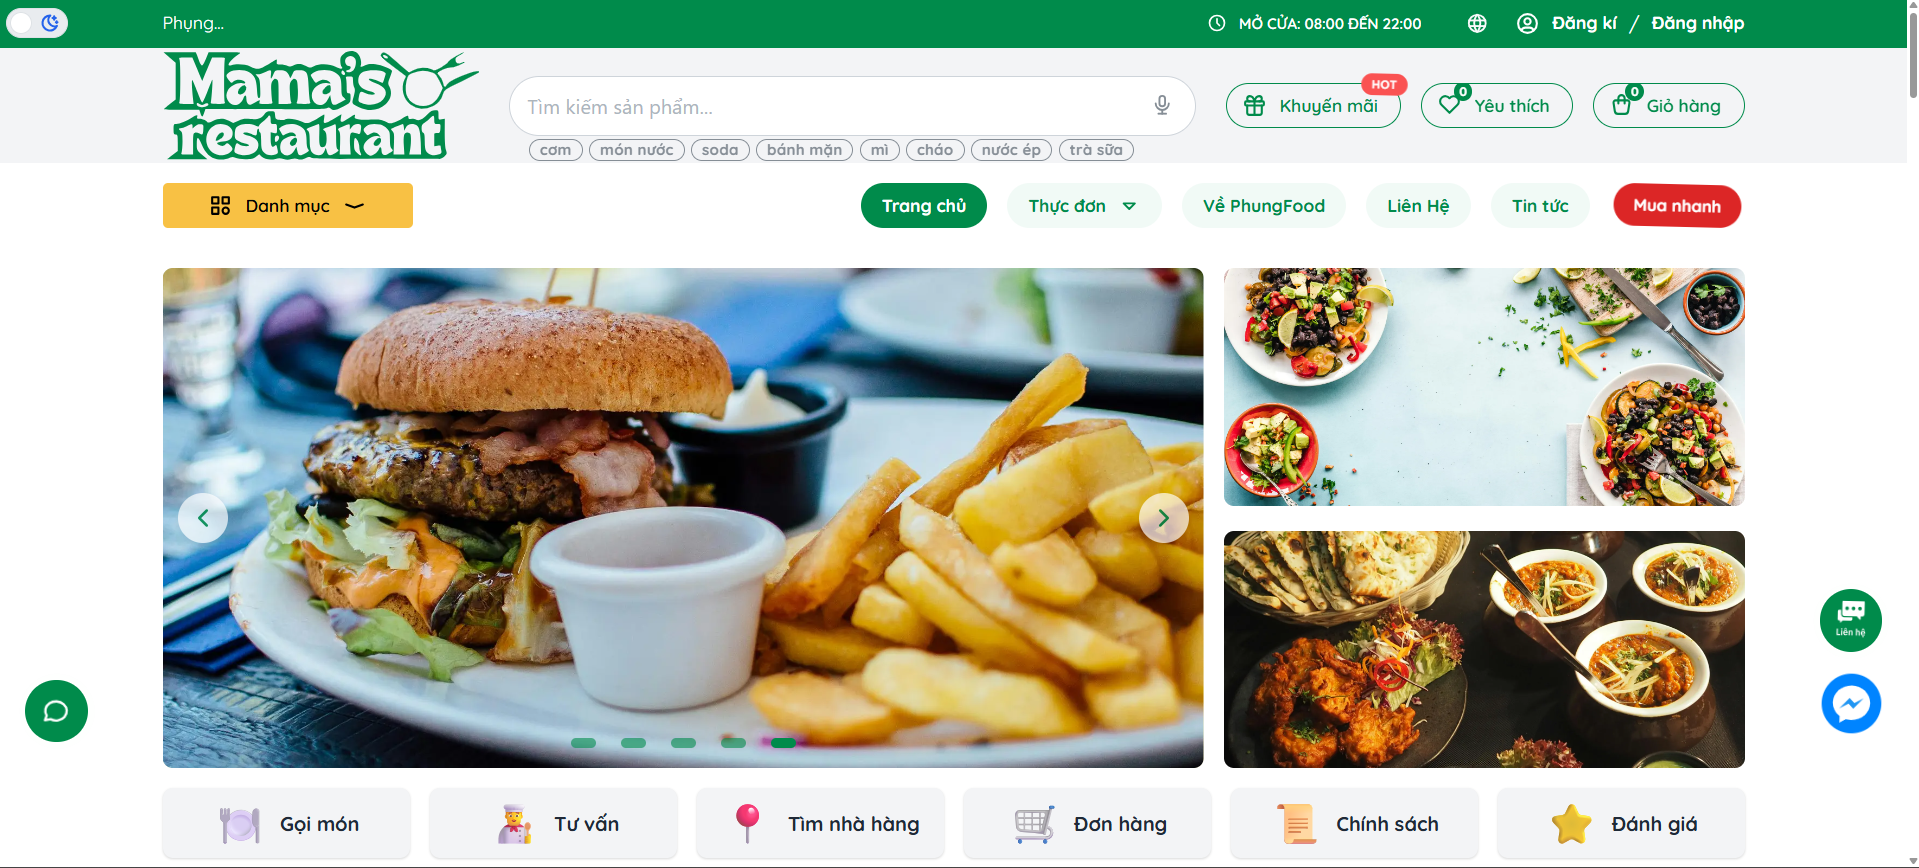 Phụng...
MỞ CỬA: 08:00 ĐẾN 22:00
Đăng kí / Đăng nhập
Mama's
restaurant
Tìm kiếm sản phẩm...
HOT
Khuyến mãi
0
Yêu thích
0
Giỏ hàng
cơm món nước soda bánh mặn mì cháo nước ép trà sữa
Danh mục
Trang chủ Thực đơn Về PhungFood Liên Hệ Tin tức Mua nhanh
Liên hệ
Gọi món Tư vấn Tìm nhà hàng Đơn hàng Chính sách Đánh giá